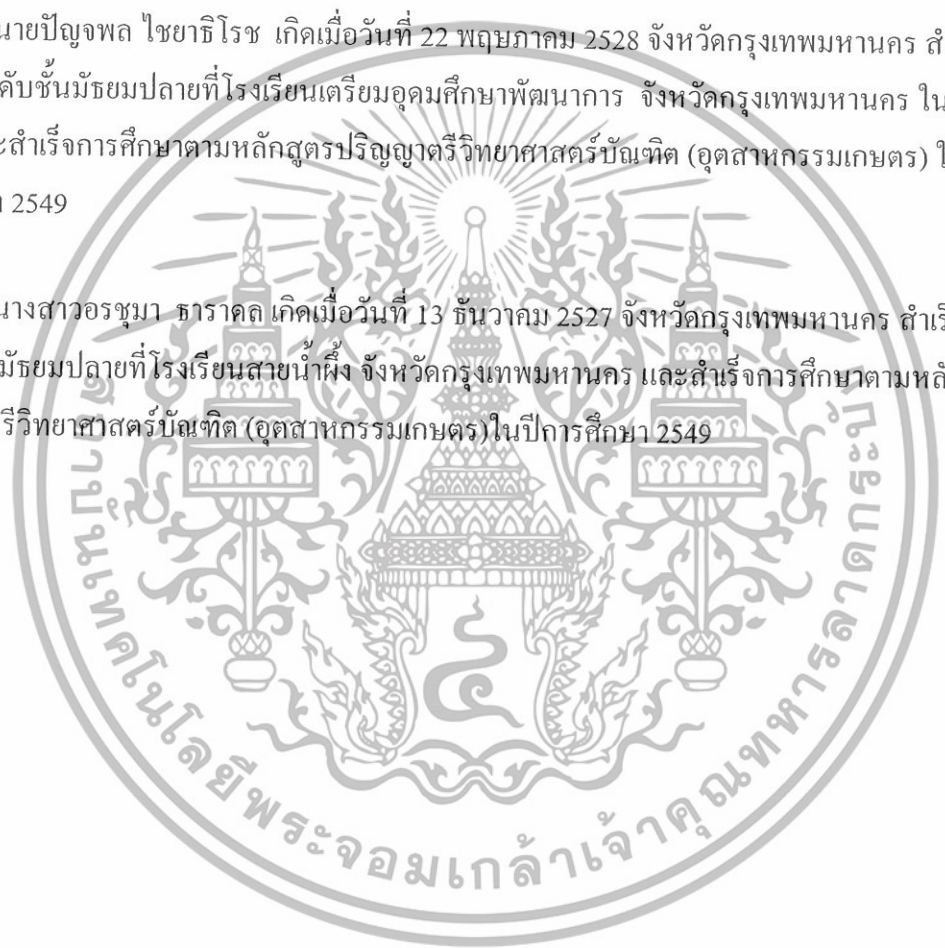 นายปัญจพล ไชยาธิโรช เกิดเมื่อวันที่ 22 พฤษภาคม 2528 จังหวัดกรุงเทพมหานคร สำ
ดับชั้นมัธยมปลายที่โรงเรียนเตรียมอุดมศึกษาพัฒนาการ จังหวัดกรุงเทพมหานคร ใน
ะสำเร็จการศึกษาตามหลักสูตรปริญญาตรีวิทยาศาสตร์บัณฑิต (อุตสาหกรรมเกษตร) ใ
า 2549
นางสาวอรชุมา ธาราดล เกิดเมื่อวันที่ 13 ธันวาคม 2527 จังหวัดกรุงเทพมหานคร สำเร็
มัธยมปลายที่โรงเรียนสายน้ำผึ้ง จังหวัดกรุงเทพมหานคร และสำเร็จการศึกษาตามหลั
รีวิทยาศาสตร์บัณฑิต (อุตสาหกรรมเกษตร)ในปีการศึกษา 2549
สถาบันเทคโนโลยีพระจอมเกล้าเจ้าคุณทหารลาดกระบัง
๔